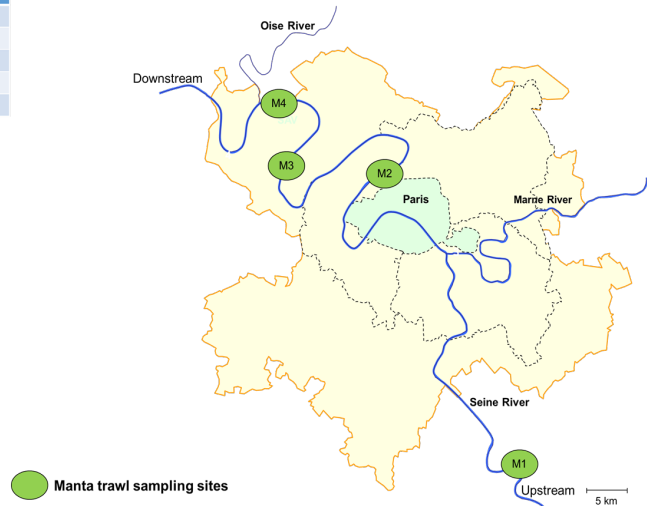 Oise River
Downstream
M4
M3
M2
Paris
Marne River
Seine River
M1
Manta trawl sampling sites
Upstream
5 km